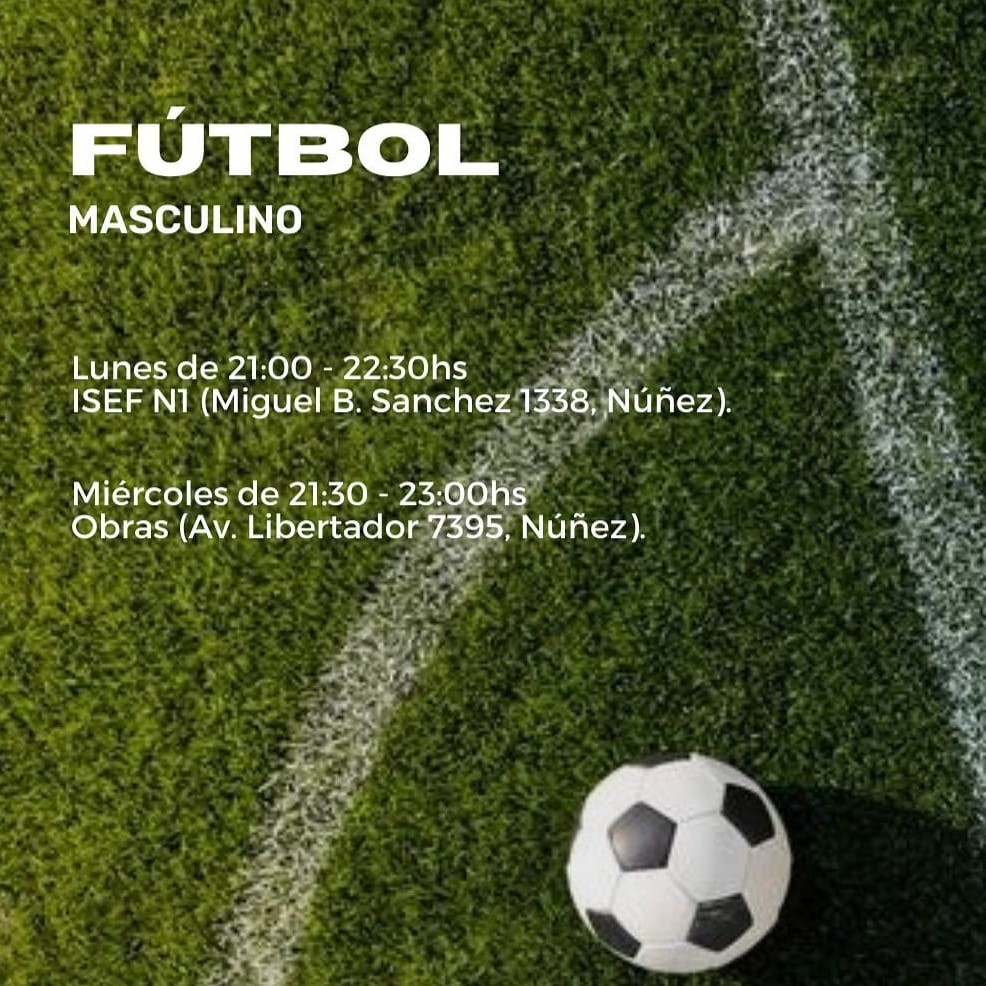 FÚTBOL
MASCULINO
Lunes de 21:00 - 22:30hs
ISEF N1 (Miguel B. Sanchez 1338, Núñez).
Miércoles de 21:30 - 23:00hs
Obras (Av. Libertador 7395, Núñez).